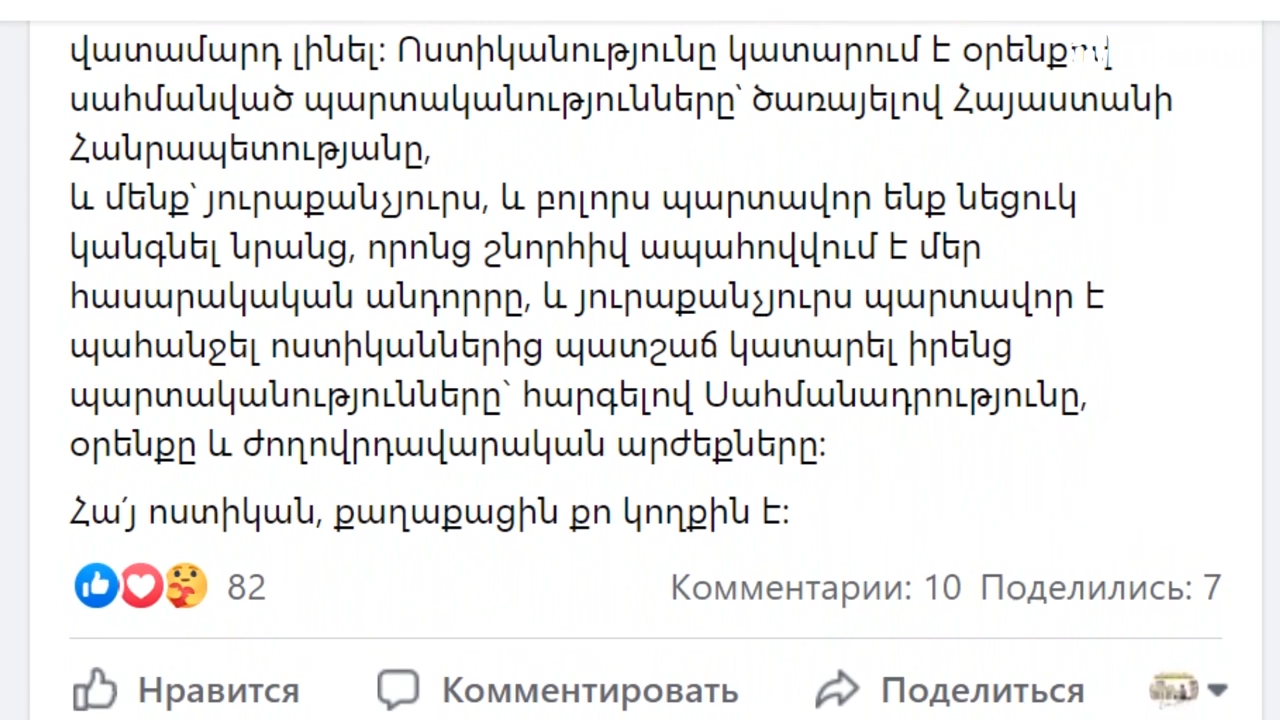 վատամարդ լինել: Ոստիկանությունը կատարում է օրենքով
սահմանված պարտականությունները՝ ծառայելով Հայաստանի
Հանրապետությանը,
և մենք՝ յուրաքանչյուրս, և բոլորս պարտավոր ենք նեցուկ
կանգնել նրանց, որոնց շնորհիվ ապահովվում է մեր
հասարակական անդորրը, և յուրաքանչյուրս պարտավոր է
պահանջել ոստիկաններից պատշաճ կատարել իրենց
պարտականությունները՝ հարգելով Սահմանադրությունը,
օրենքը և ժողովրդավարական արժեքները:
Հա՛յ ոստիկան, քաղաքացին քո կողքին է:
82 Комментарии: 10 Поделились: 7
Нравится Комментировать Поделиться